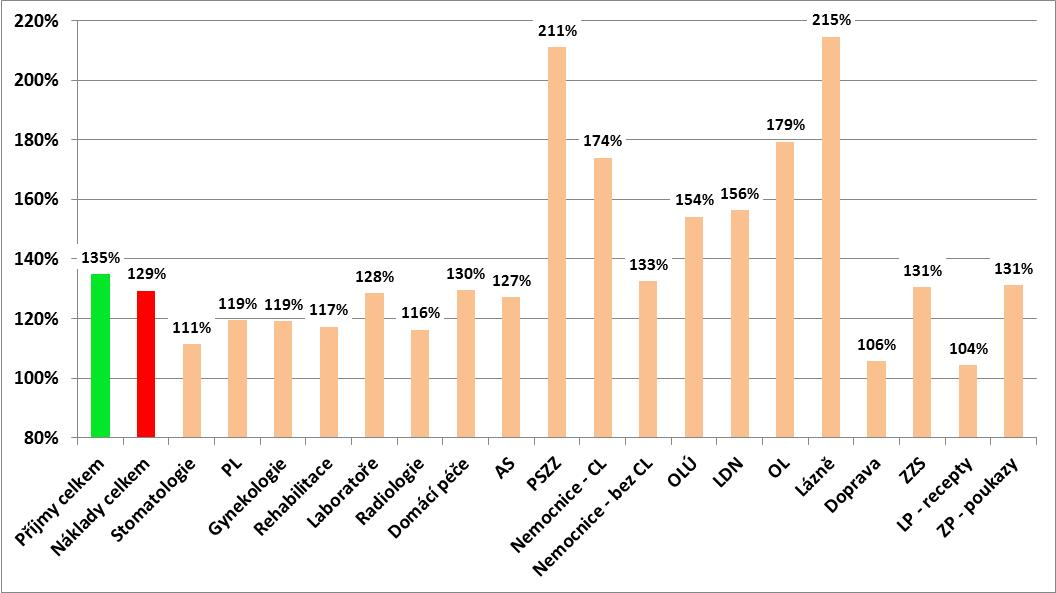 220%
200%
180%
160%
140%
120%
100%
80%
135%
129%
111%
119%
119%
117%
128%
116%
130%
127%
211%
174%
133%
154%
156%
179%
215%
106%
131%
104%
131%
Příjmy celkem
Náklady celkem
Stomatologie
PL
Gynekologie
Rehabilitace
Laboratoře
Radiologie
Domácí péče
AS
PSZZ
Nemocnice - CL
Nemocnice - bez CL
OLÚ
LDN
OL
Lázně
Doprava
ZZS
LP - recepty
ZP - poukazy